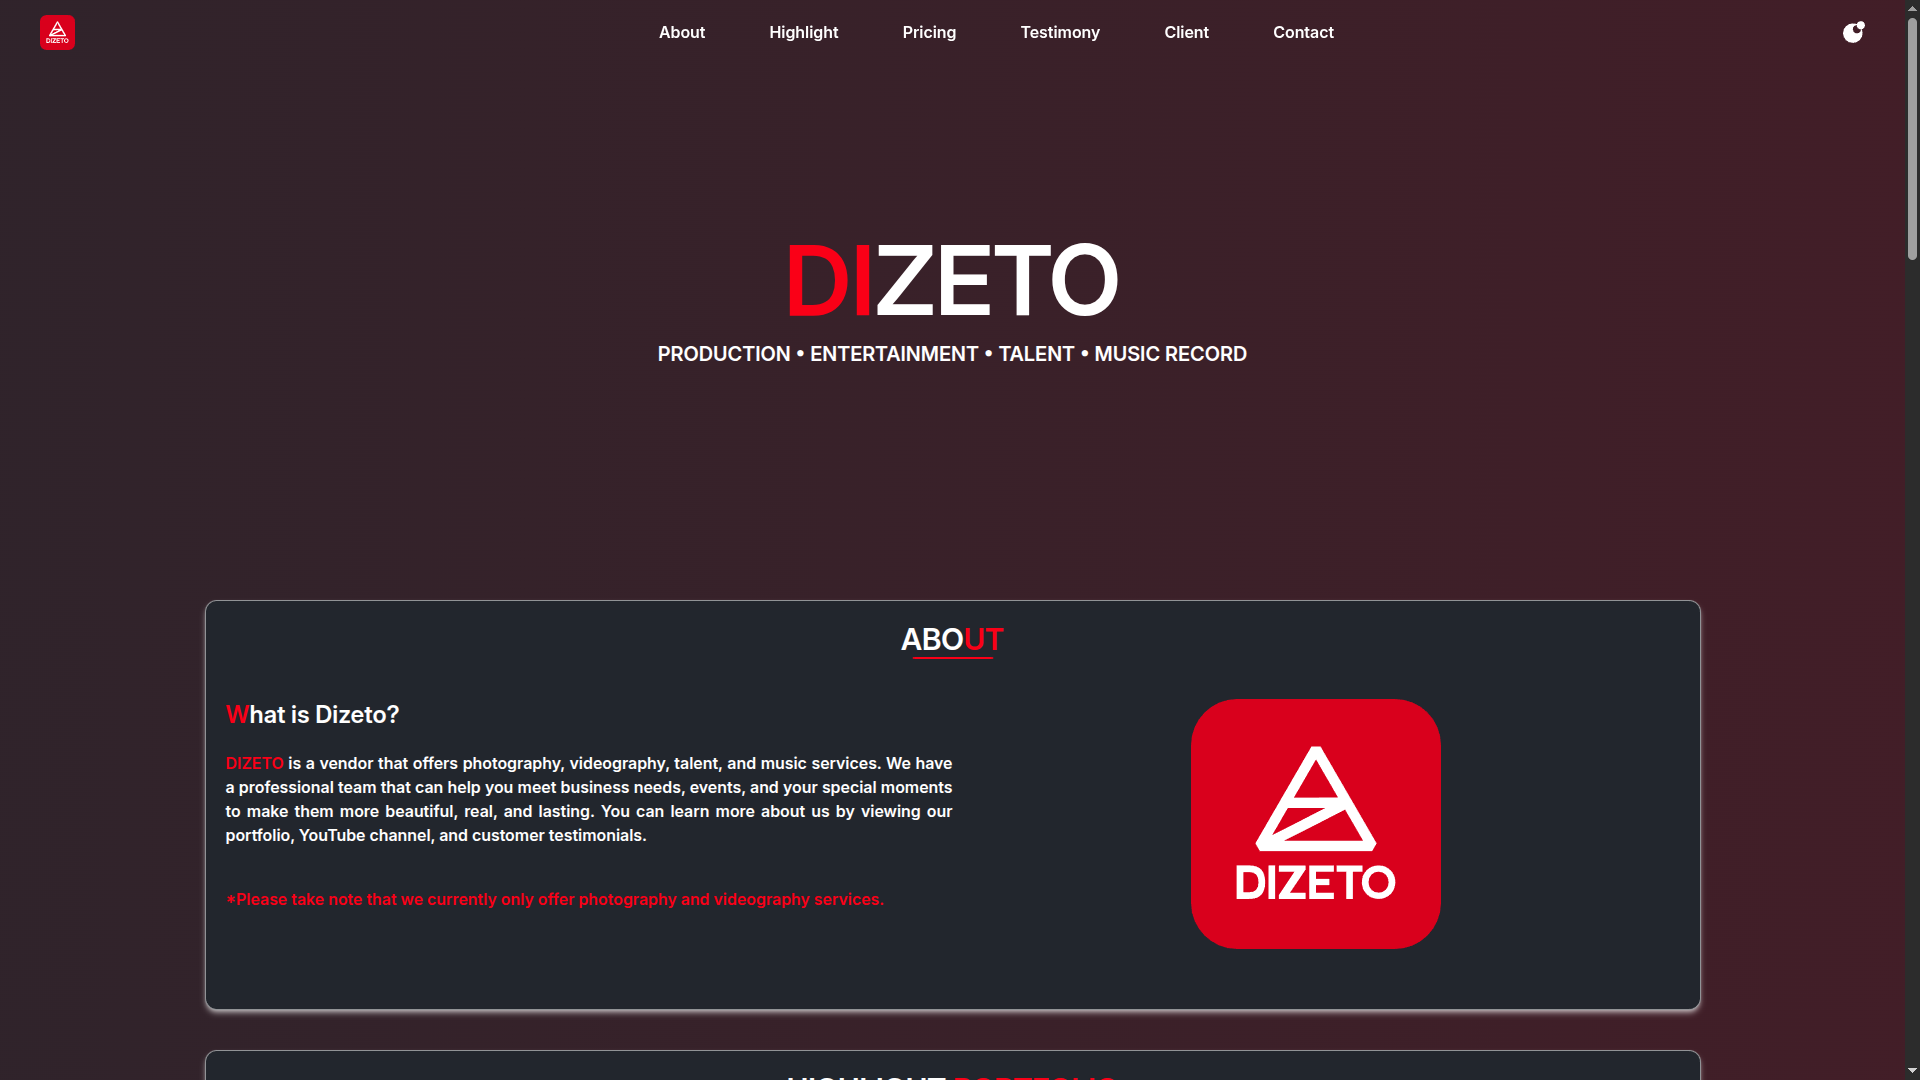 DIZETO
About
Highlight
Pricing
Testimony
Client
Contact
DIZETO
PRODUCTION • ENTERTAINMENT • TALENT • MUSIC RECORD
ABOUT
What is Dizeto?
DIZETO is a vendor that offers photography, videography, talent, and music services. We have
a professional team that can help you meet business needs, events, and your special moments
to make them more beautiful, real, and lasting. You can learn more about us by viewing our
portfolio, YouTube channel, and customer testimonials.
*Please take note that we currently only offer photography and videography services.
DIZETO
HIGHLIGHT PORTFOLIO